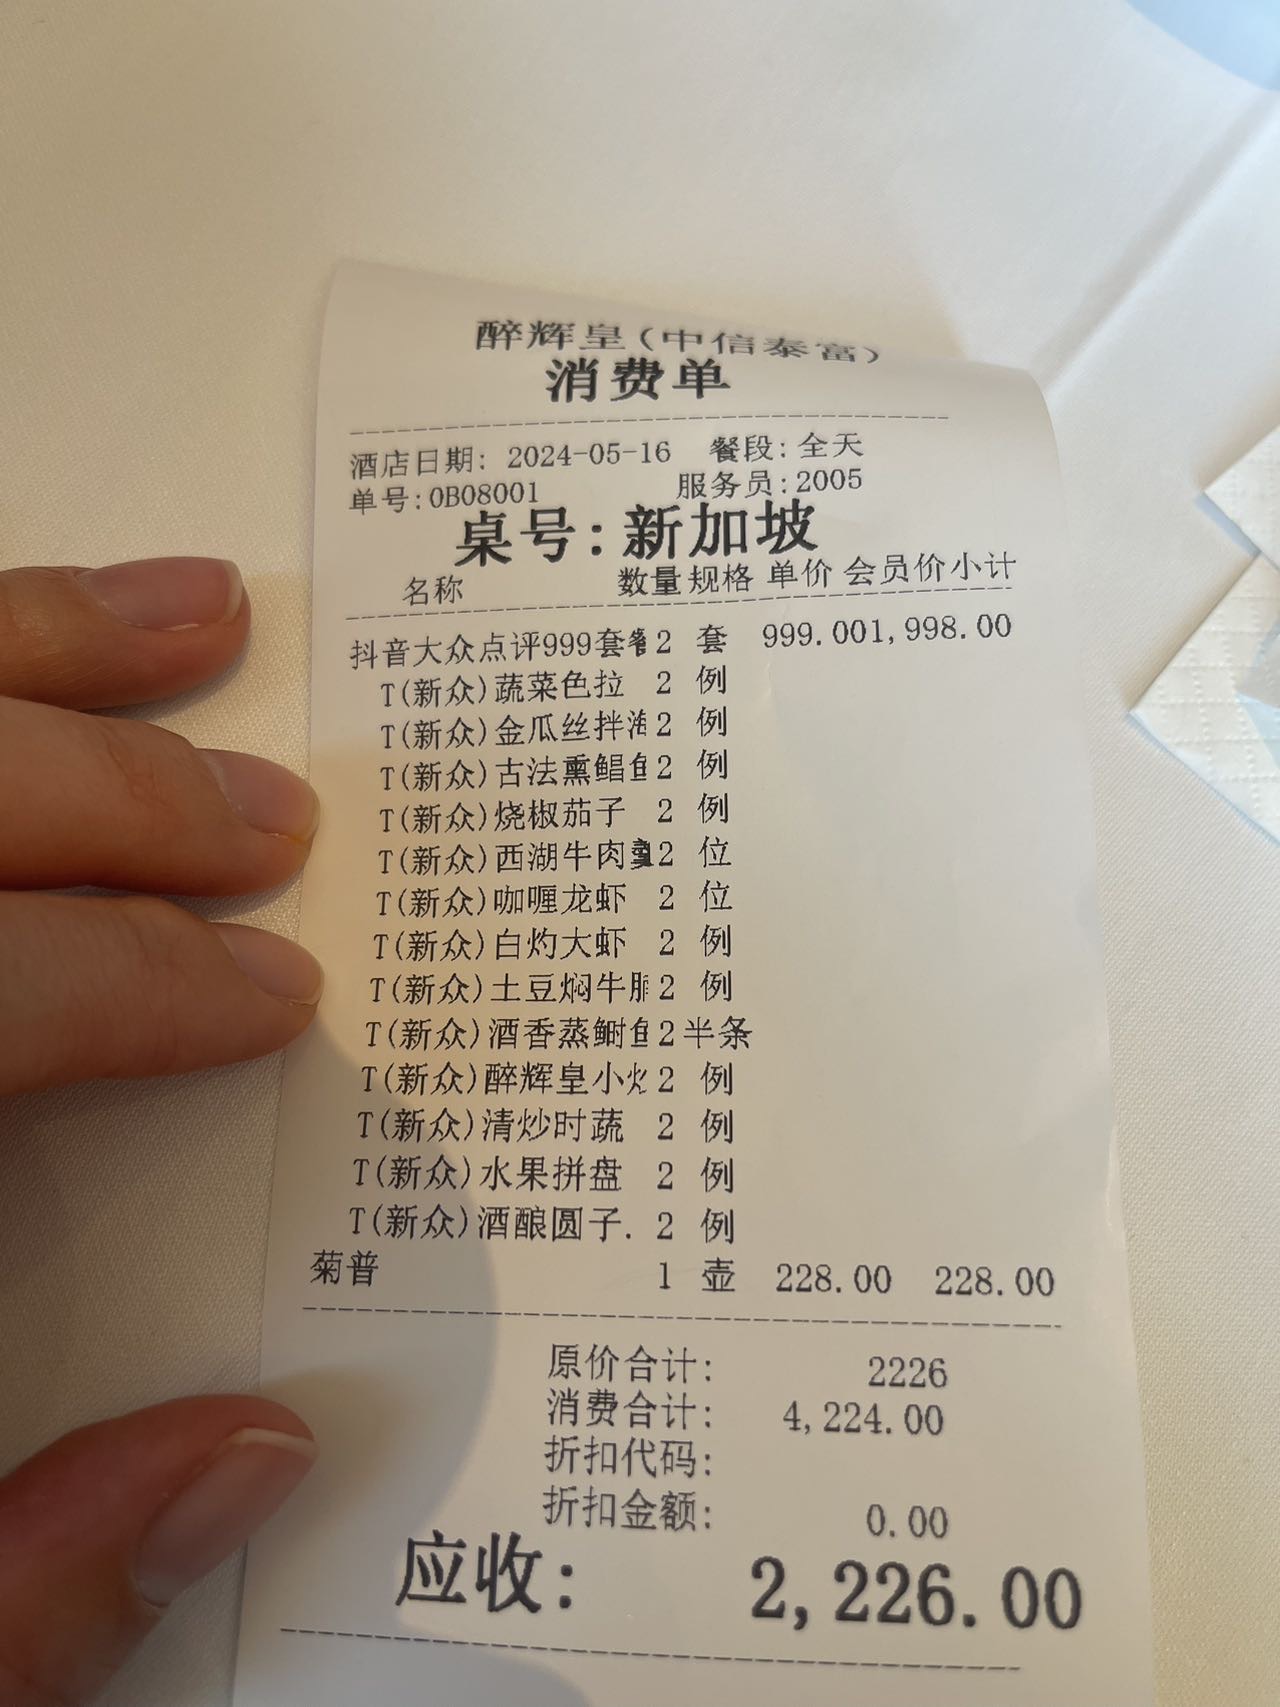 醉辉皇(中信泰富)
消费单
酒店日期: 2024-05-16 餐段: 全天
单号:0B08001 服务员:2005
桌号:新加坡
名称 数量 规格 单价 会员价 小计
抖音大众点评999套餐 2 套 999.00 1,998.00
T(新众)蔬菜色拉 2 例
T(新众)金瓜丝拌海 2 例
T(新众)古法熏鲳鱼 2 例
T(新众)烧椒茄子 2 例
T(新众)西湖牛肉羹 2 位
T(新众)咖喱龙虾 2 位
T(新众)白灼大虾 2 例
T(新众)土豆焖牛腩 2 例
T(新众)酒香蒸鲥鱼 2 半条
T(新众)醉辉皇小炒 2 例
T(新众)清炒时蔬 2 例
T(新众)水果拼盘 2 例
T(新众)酒酿圆子. 2 例
菊普 1 壶 228.00 228.00
原价合计: 2226
消费合计: 4,224.00
折扣代码:
折扣金额: 0.00
应收: 2,226.00